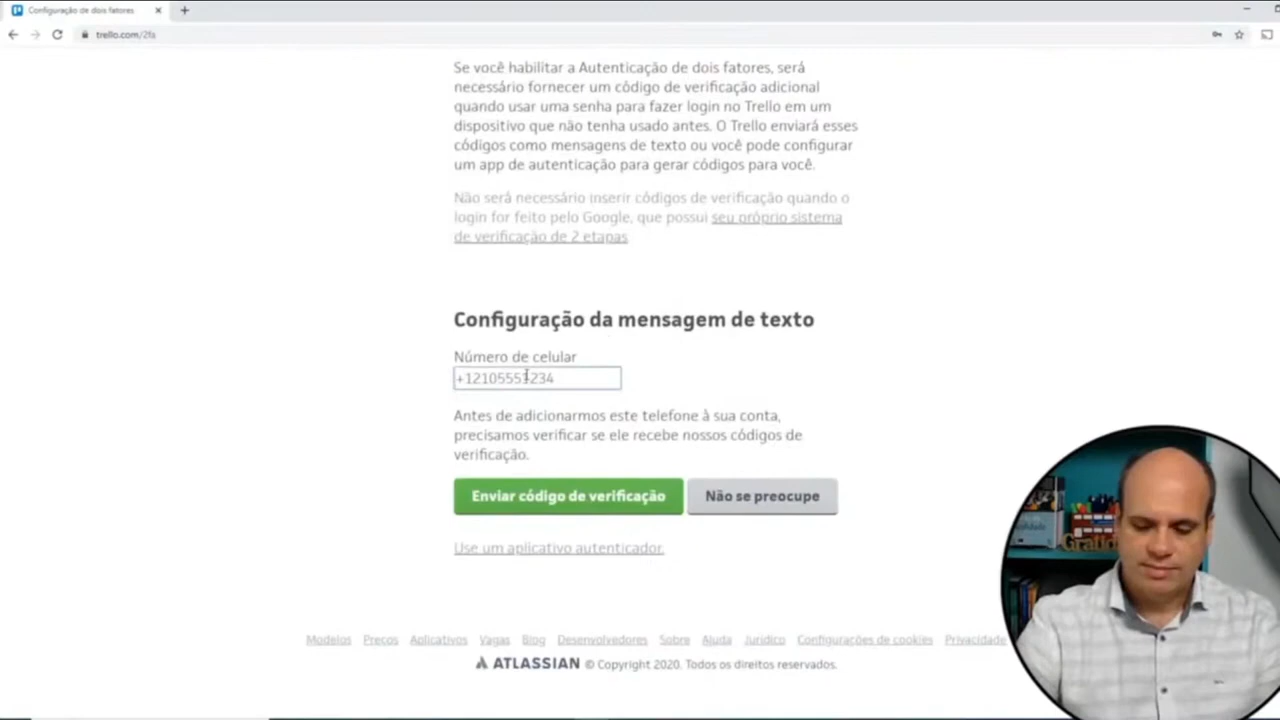 Configuração de dois fatores
trello.com/2fa
Se você habilitar a Autenticação de dois fatores, será
necessário fornecer um código de verificação adicional
quando usar uma senha para fazer login no Trello em um
dispositivo que não tenha usado antes. O Trello enviará esses
códigos como mensagens de texto ou você pode configurar
um app de autenticação para gerar códigos para você.
Não será necessário inserir códigos de verificação quando o
login for feito pelo Google, que possui seu próprio sistema
de verificação de 2 etapas
Configuração da mensagem de texto
Número de celular
+12105551234
Antes de adicionarmos este telefone à sua conta,
precisamos verificar se ele recebe nossos códigos de
verificação.
Enviar código de verificação Não se preocupe
Use um aplicativo autenticador.
Modelos Preços Aplicativos Vagas Blog Desenvolvedores Sobre Ajuda Jurídico Configurações de cookies Privacidade
ATLASSIAN © Copyright 2020. Todos os direitos reservados.